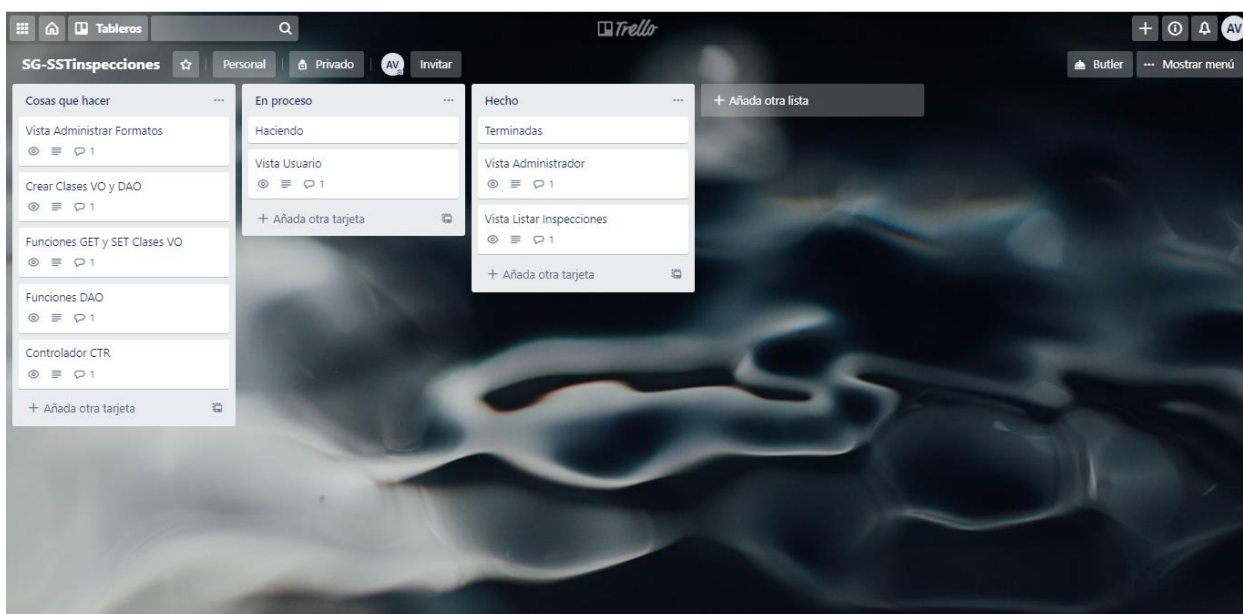 Tableros
Trello
AV
SG-SSTinspecciones
Personal
Privado
AV
Invitar
Butler
··· Mostrar menú
Cosas que hacer ···
Vista Administrar Formatos
1
Crear Clases VO y DAO
1
Funciones GET y SET Clases VO
1
Funciones DAO
1
Controlador CTR
1
+ Añada otra tarjeta
En proceso ···
Haciendo
Vista Usuario
1
+ Añada otra tarjeta
Hecho ···
Terminadas
Vista Administrador
1
Vista Listar Inspecciones
1
+ Añada otra tarjeta
+ Añada otra lista